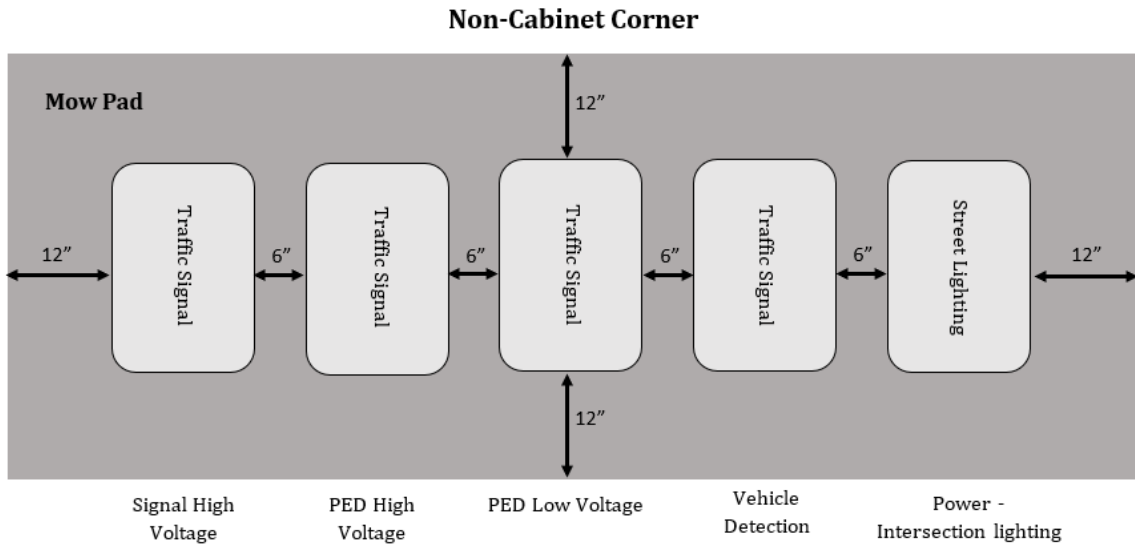 Non-Cabinet Corner
Mow Pad
12”
12”
6”
6”
6”
6”
12”
Traffic Signal
Traffic Signal
Traffic Signal
Traffic Signal
Street Lighting
12”
Signal High
Voltage
PED High
Voltage
PED Low Voltage
Vehicle
Detection
Power -
Intersection lighting